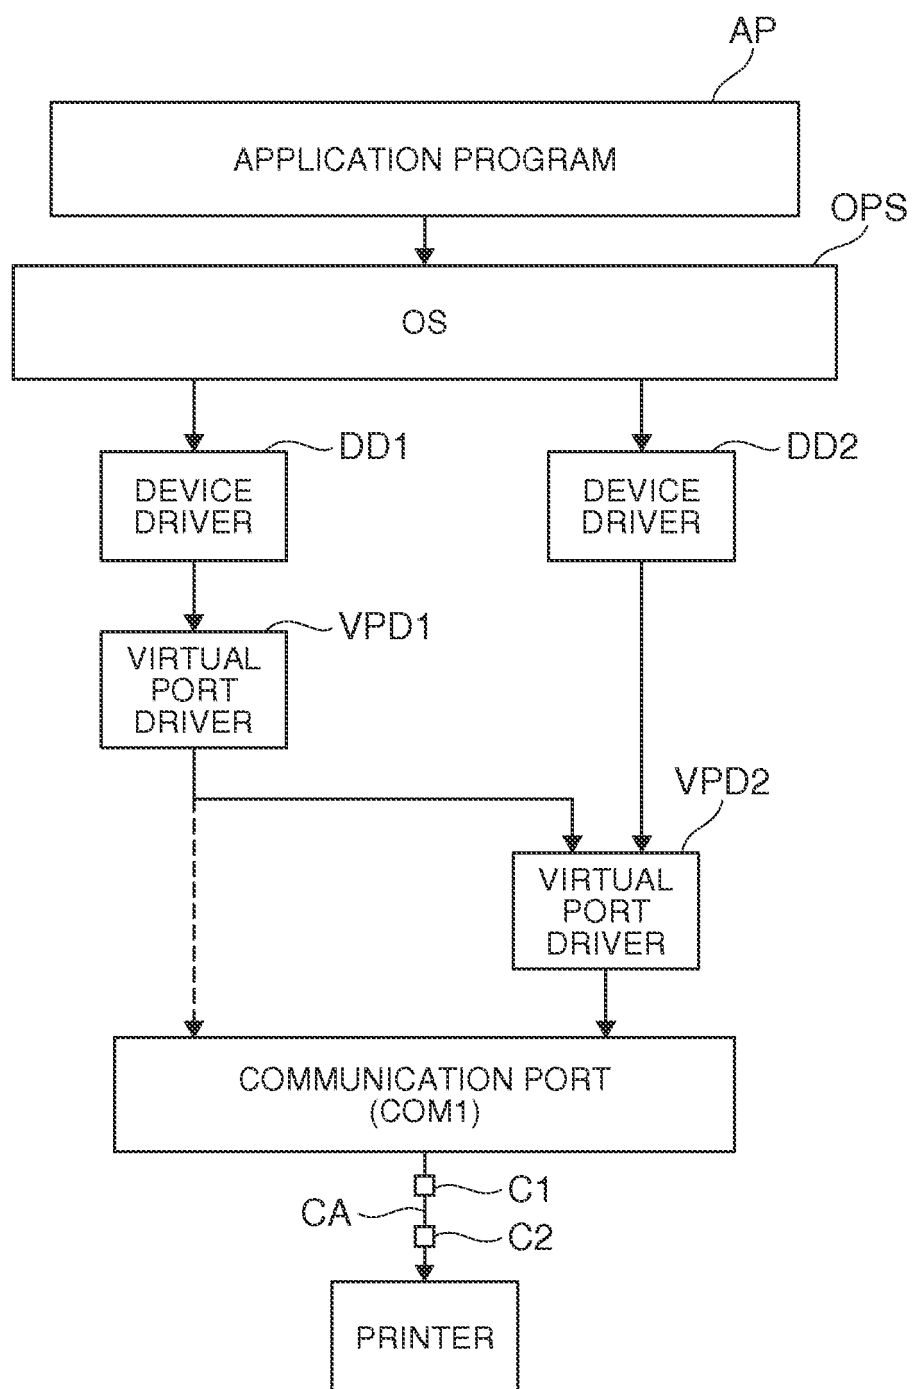 AP
APPLICATION PROGRAM
OPS
OS
DD1
DD2
DEVICE
DRIVER
DEVICE
DRIVER
VPD1
VIRTUAL
PORT
DRIVER
VPD2
VIRTUAL
PORT
DRIVER
COMMUNICATION PORT
(COM1)
C1
CA
C2
PRINTER